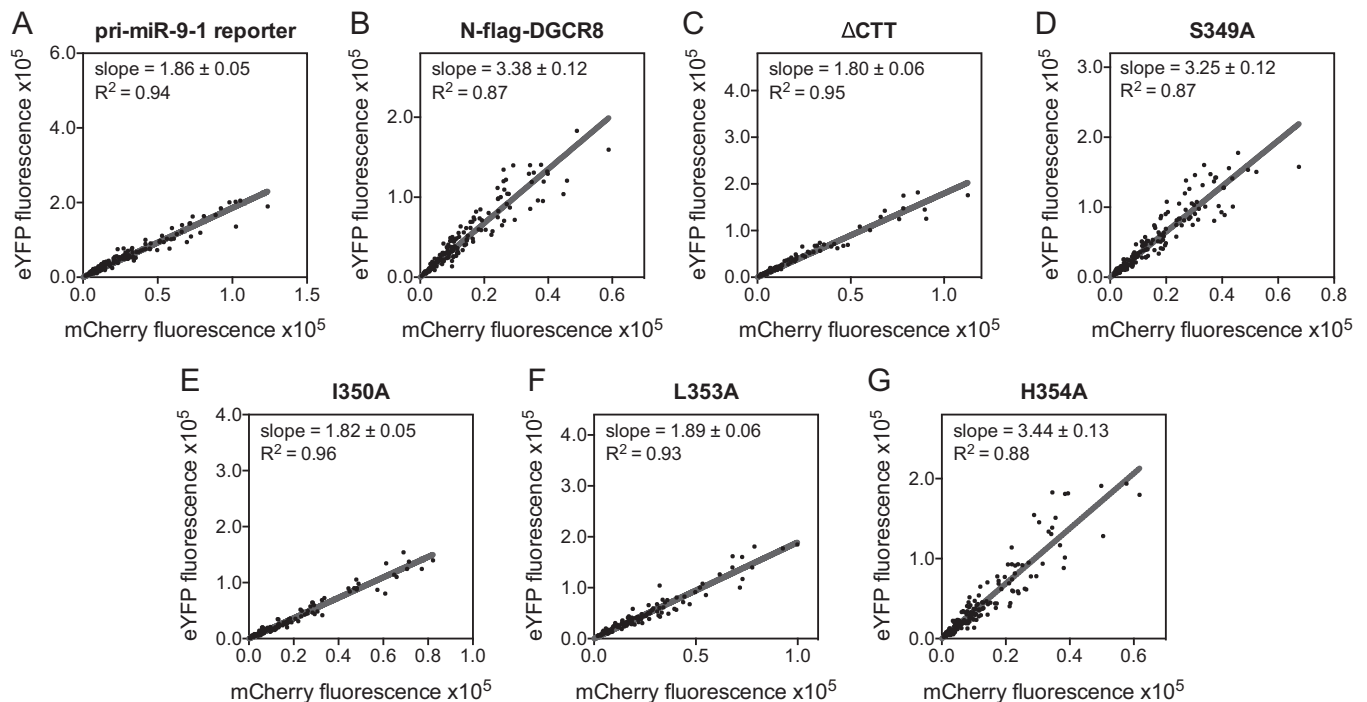 A
pri-miR-9-1 reporter
eYFP fluorescence x10⁵
6.0
4.0
2.0
0.0
slope = 1.86 ± 0.05
R² = 0.94
0.0 0.5 1.0 1.5
mCherry fluorescence x10⁵
B
N-flag-DGCR8
eYFP fluorescence x10⁵
2.0
1.0
0.0
slope = 3.38 ± 0.12
R² = 0.87
0.0 0.2 0.4 0.6
mCherry fluorescence x10⁵
C
ΔCTT
eYFP fluorescence x10⁵
4.0
3.0
2.0
1.0
0.0
slope = 1.80 ± 0.06
R² = 0.95
0.0 0.5 1.0
mCherry fluorescence x10⁵
D
S349A
eYFP fluorescence x10⁵
3.0
2.0
1.0
0.0
slope = 3.25 ± 0.12
R² = 0.87
0.0 0.2 0.4 0.6 0.8
mCherry fluorescence x10⁵
E
I350A
eYFP fluorescence x10⁵
4.0
3.0
2.0
1.0
0.0
slope = 1.82 ± 0.05
R² = 0.96
0.0 0.2 0.4 0.6 0.8 1.0
mCherry fluorescence x10⁵
F
L353A
eYFP fluorescence x10⁵
4.0
3.0
2.0
1.0
0.0
slope = 1.89 ± 0.06
R² = 0.93
0.0 0.5 1.0
mCherry fluorescence x10⁵
G
H354A
eYFP fluorescence x10⁵
2.0
1.0
0.0
slope = 3.44 ± 0.13
R² = 0.88
0.0 0.2 0.4 0.6
mCherry fluorescence x10⁵